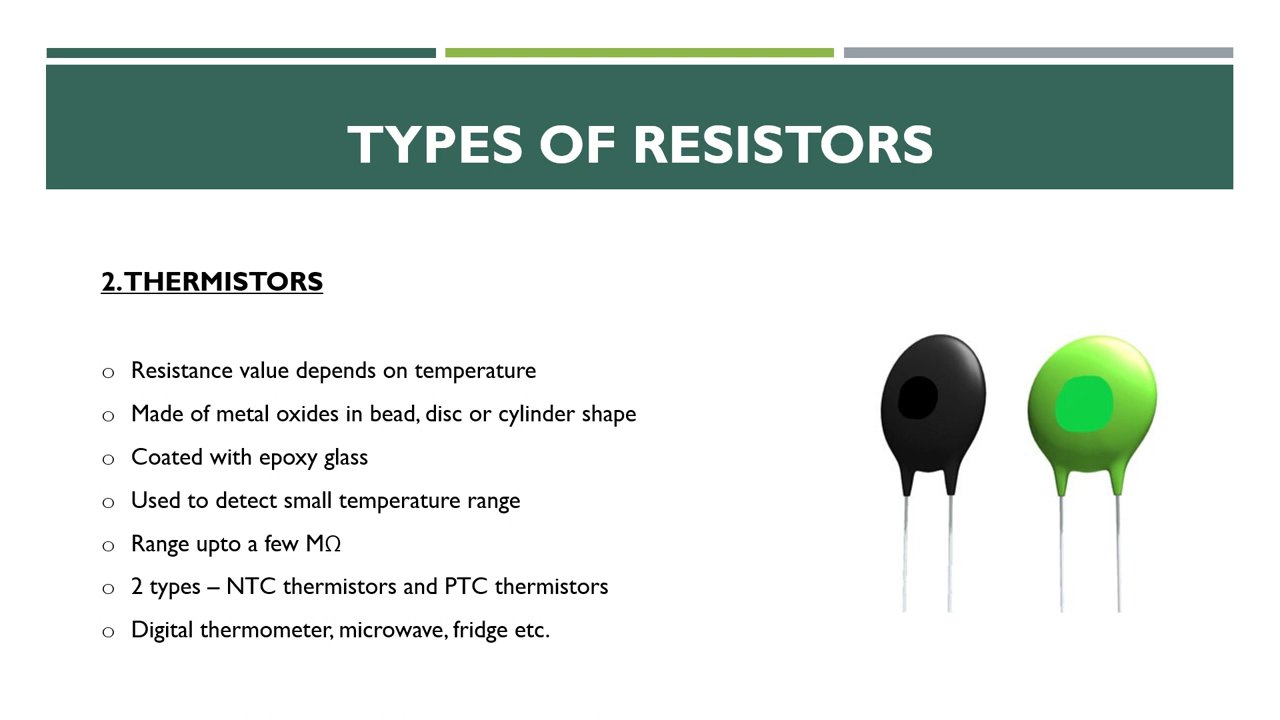 TYPES OF RESISTORS
2. THERMISTORS
o Resistance value depends on temperature
o Made of metal oxides in bead, disc or cylinder shape
o Coated with epoxy glass
o Used to detect small temperature range
o Range upto a few MΩ
o 2 types – NTC thermistors and PTC thermistors
o Digital thermometer, microwave, fridge etc.